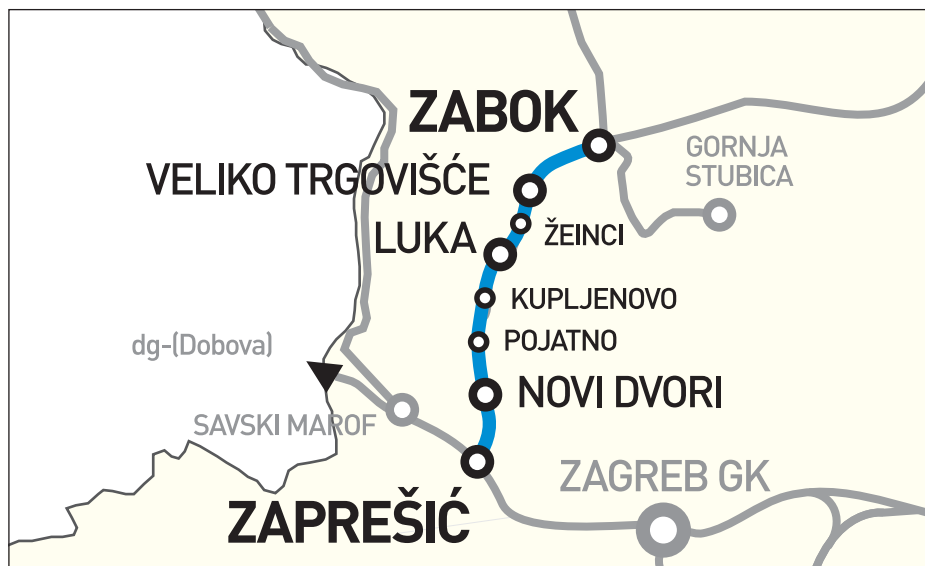 ZABOK
GORNJA
STUBICA
VELIKO TRGOVIŠĆE
LUKA
ŽEINCI
KUPLJENOVO
POJATNO
dg-(Dobova)
NOVI DVORI
SAVSKI MAROF
ZAGREB GK
ZAPREŠIĆ